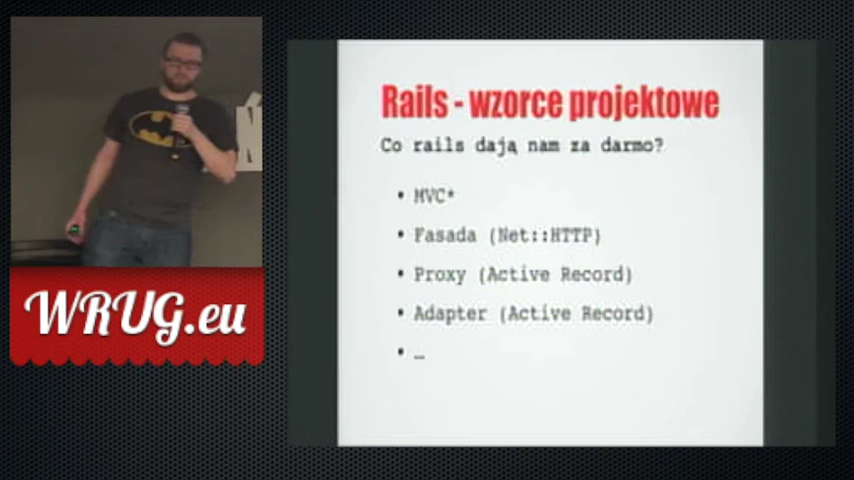 WRUG.eu
Rails - wzorce projektowe
Co rails dają nam za darmo?
• MVC*
• Fasada (Net::HTTP)
• Proxy (Active Record)
• Adapter (Active Record)
• …